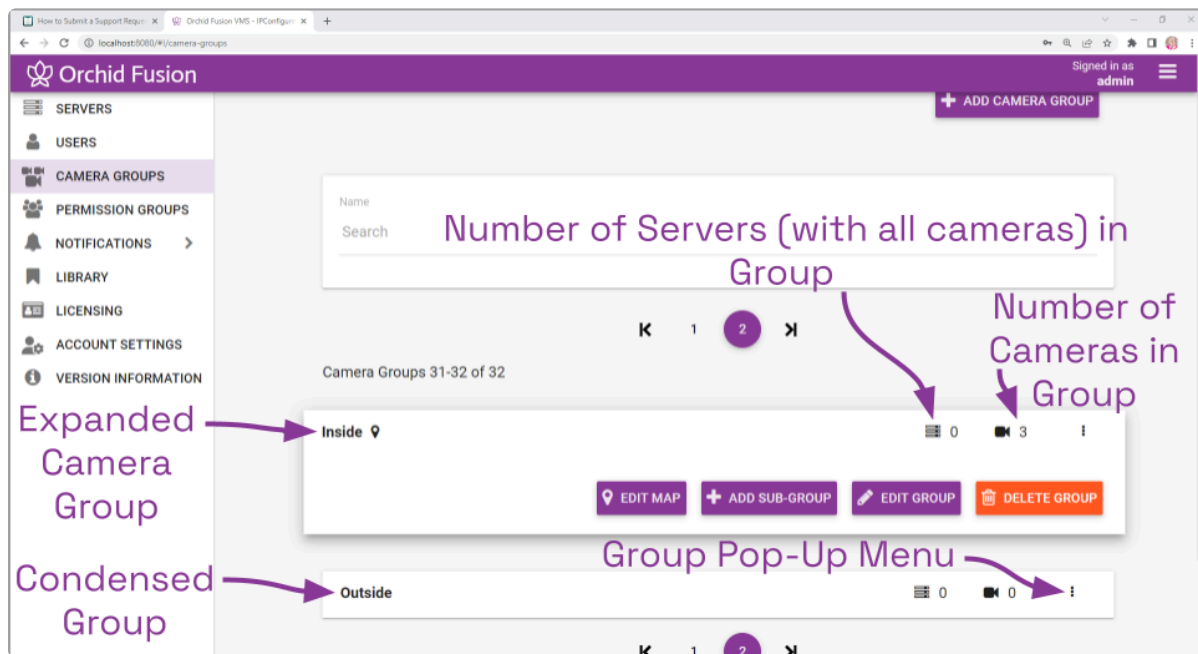 How to Submit a Support Reques
Orchid Fusion VMS - IPConfigure
localhost:8080/#!/camera-groups
Orchid Fusion
Signed in as
admin
SERVERS
ADD CAMERA GROUP
USERS
CAMERA GROUPS
PERMISSION GROUPS
NOTIFICATIONS
LIBRARY
LICENSING
ACCOUNT SETTINGS
VERSION INFORMATION
Name
Search
Number of Servers (with all cameras) in
Group
Number of
Cameras in
Group
1 2
Camera Groups 31-32 of 32
Expanded
Camera
Group
Inside 0 3
EDIT MAP ADD SUB-GROUP EDIT GROUP DELETE GROUP
Group Pop-Up Menu
Condensed
Group
Outside 0 0
1 2